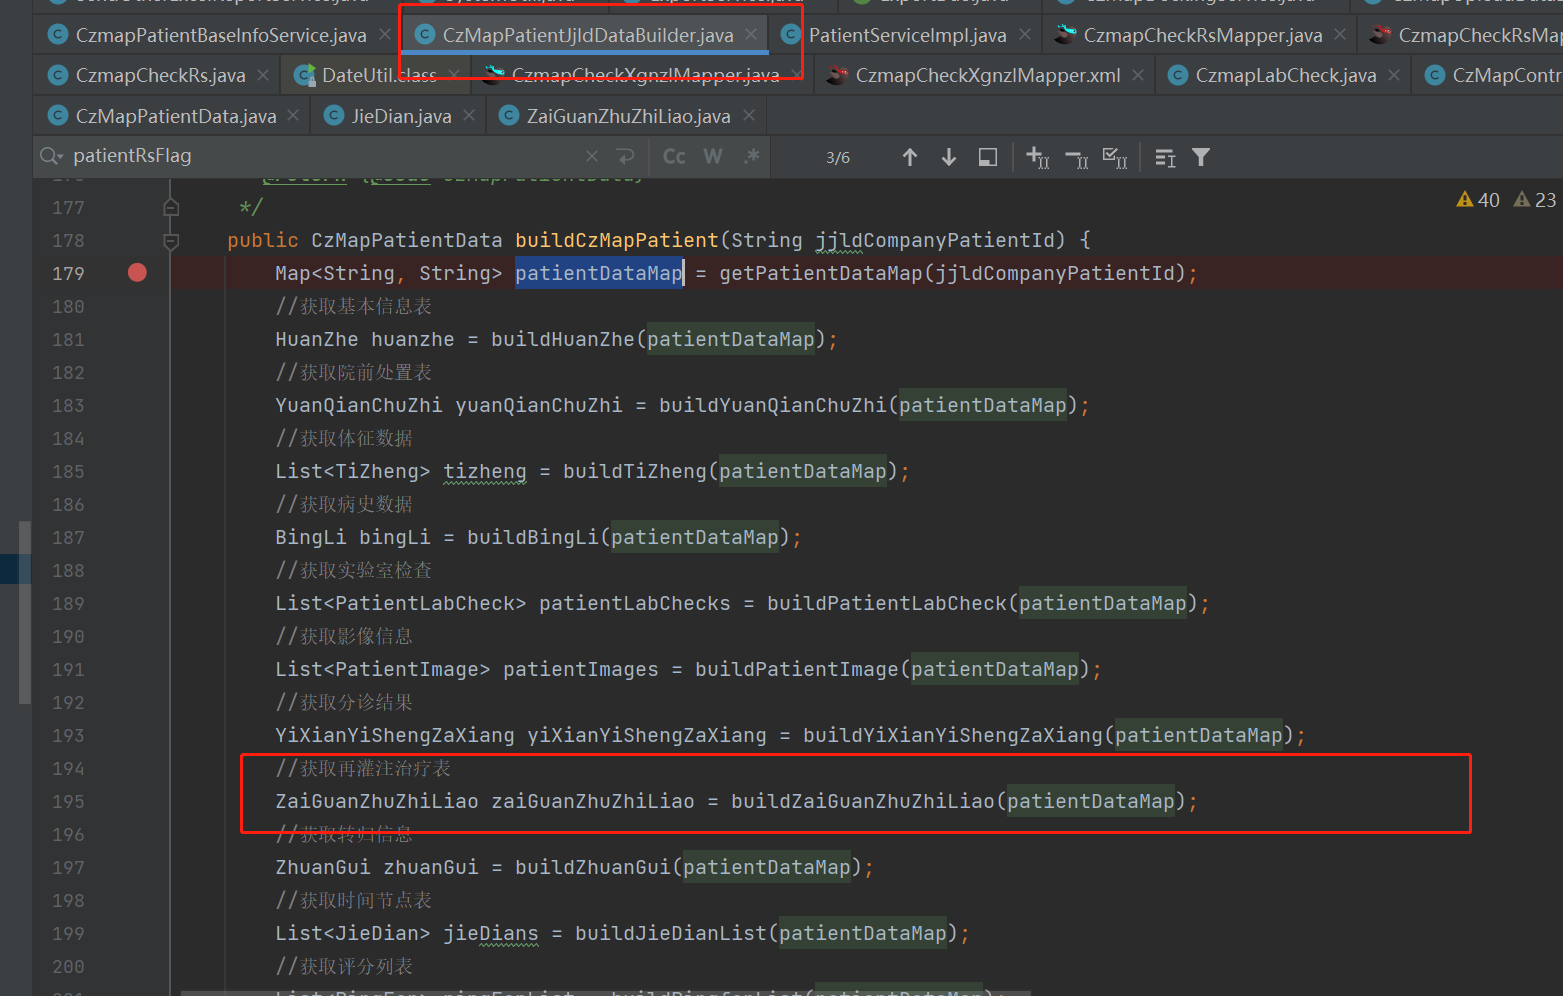 CzmapPatientBaseInfoService.java
CzMapPatientJjldDataBuilder.java
PatientServiceImpl.java
CzmapCheckRsMapper.java
CzmapCheckRsMap
CzmapCheckRs.java
DateUtil.class
CzmapCheckXgnzlMapper.java
CzmapCheckXgnzlMapper.xml
CzmapLabCheck.java
CzMapContr
CzMapPatientData.java
JieDian.java
ZaiGuanZhuZhiLiao.java
patientRsFlag
Cc
W
.*
3/6
40
23
177 */
178 public CzMapPatientData buildCzMapPatient(String jjldCompanyPatientId) {
179 Map<String, String> patientDataMap = getPatientDataMap(jjldCompanyPatientId);
180 //获取基本信息表
181 HuanZhe huanzhe = buildHuanZhe(patientDataMap);
182 //获取院前处置表
183 YuanQianChuZhi yuanQianChuZhi = buildYuanQianChuZhi(patientDataMap);
184 //获取体征数据
185 List<TiZheng> tizheng = buildTiZheng(patientDataMap);
186 //获取病史数据
187 BingLi bingLi = buildBingLi(patientDataMap);
188 //获取实验室检查
189 List<PatientLabCheck> patientLabChecks = buildPatientLabCheck(patientDataMap);
190 //获取影像信息
191 List<PatientImage> patientImages = buildPatientImage(patientDataMap);
192 //获取分诊结果
193 YiXianYiShengZaXiang yiXianYiShengZaXiang = buildYiXianYiShengZaXiang(patientDataMap);
194 //获取再灌注治疗表
195 ZaiGuanZhuZhiLiao zaiGuanZhuZhiLiao = buildZaiGuanZhuZhiLiao(patientDataMap);
196 //获取转归信息
197 ZhuanGui zhuanGui = buildZhuanGui(patientDataMap);
198 //获取时间节点表
199 List<JieDian> jieDians = buildJieDianList(patientDataMap);
200 //获取评分列表